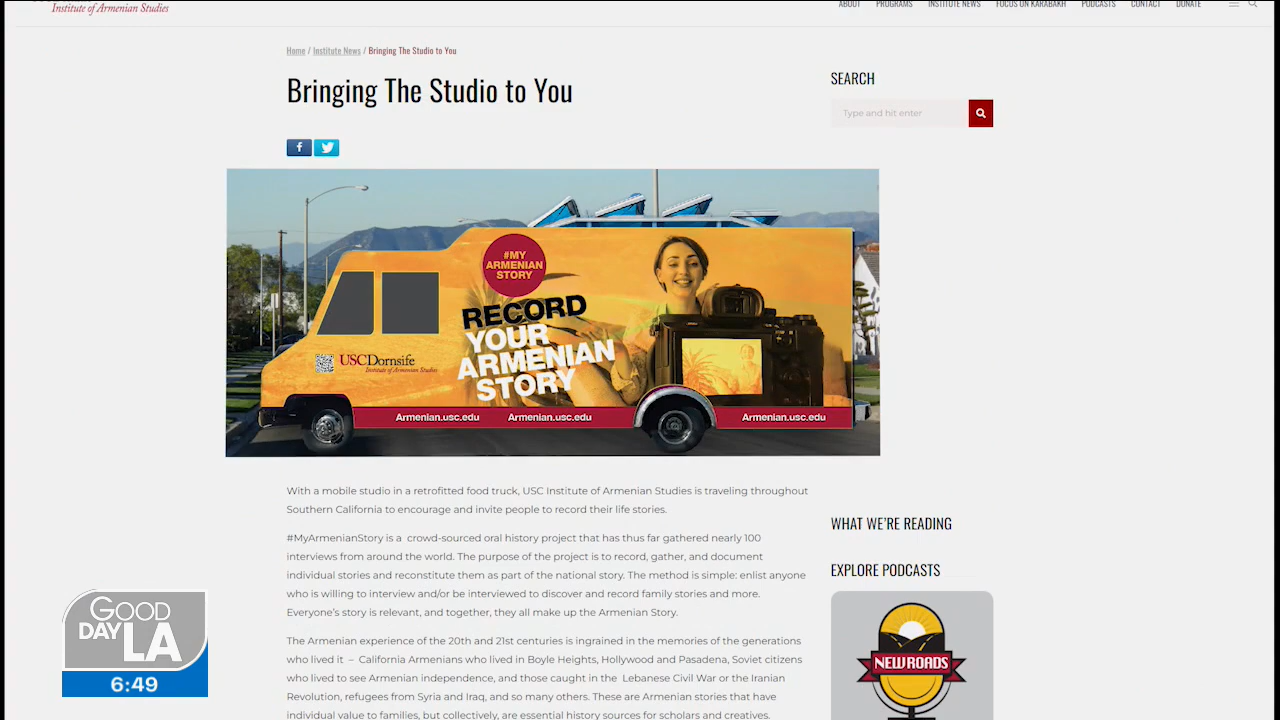 Institute of Armenian Studies
ABOUT PROGRAMS INSTITUTE NEWS FOCUS ON KARABAKH PODCASTS CONTACT DONATE
Home / Institute News / Bringing The Studio to You
Bringing The Studio to You
SEARCH
Type and hit enter
#MY
ARMENIAN
STORY
RECORD
YOUR
ARMENIAN
STORY
USCDornsife
Institute of Armenian Studies
Armenian.usc.edu Armenian.usc.edu Armenian.usc.edu
With a mobile studio in a retrofitted food truck, USC Institute of Armenian Studies is traveling throughout
Southern California to encourage and invite people to record their life stories.
#MyArmenianStory is a crowd-sourced oral history project that has thus far gathered nearly 100
interviews from around the world. The purpose of the project is to record, gather, and document
individual stories and reconstitute them as part of the national story. The method is simple: enlist anyone
who is willing to interview and/or be interviewed to discover and record family stories and more.
Everyone's story is relevant, and together, they all make up the Armenian Story.
The Armenian experience of the 20th and 21st centuries is ingrained in the memories of the generations
who lived it – California Armenians who lived in Boyle Heights, Hollywood and Pasadena, Soviet citizens
who lived to see Armenian independence, and those caught in the Lebanese Civil War or the Iranian
Revolution, refugees from Syria and Iraq, and so many others. These are Armenian stories that have
individual value to families, but collectively, are essential history sources for scholars and creatives.
WHAT WE'RE READING
EXPLORE PODCASTS
NEW ROADS
GOOD
DAY LA
6:49